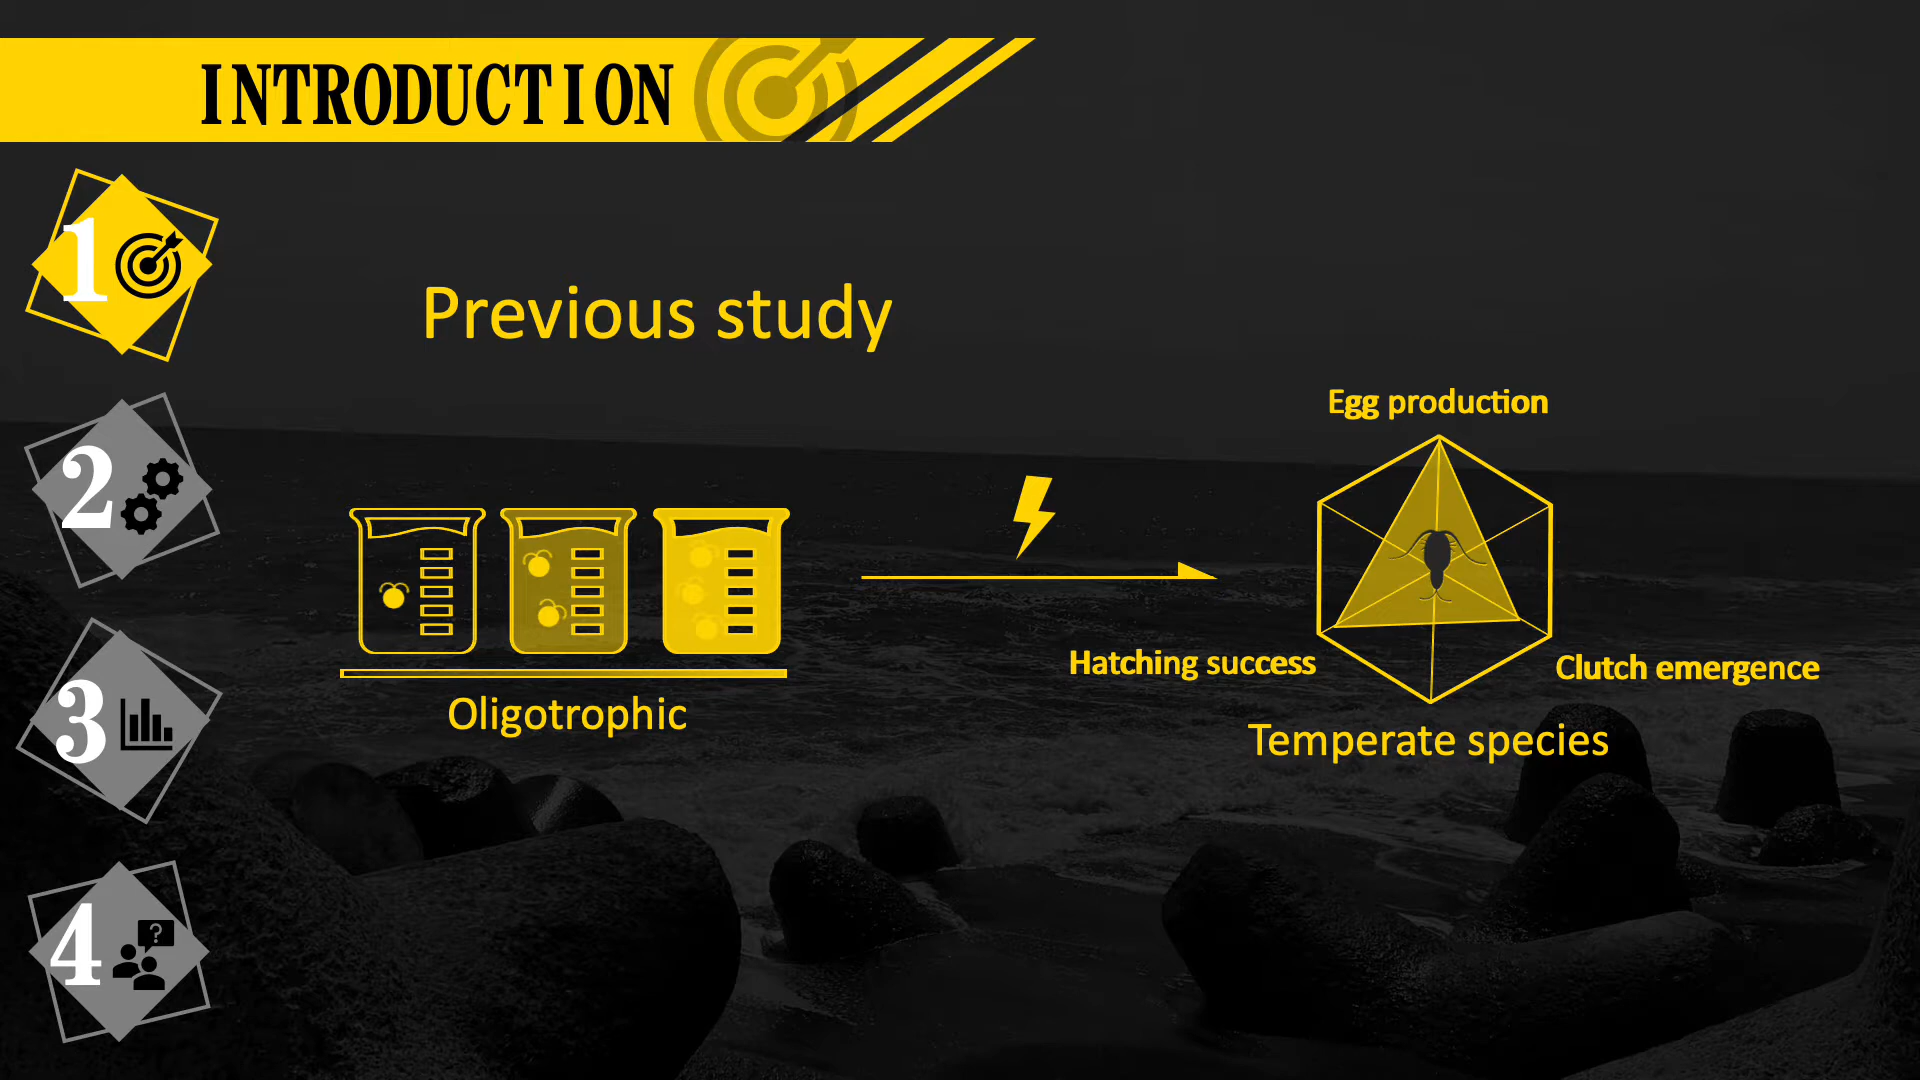 INTRODUCTION
1
Previous study
Egg production
2
Hatching success
Clutch emergence
Oligotrophic
Temperate species
3
4
?